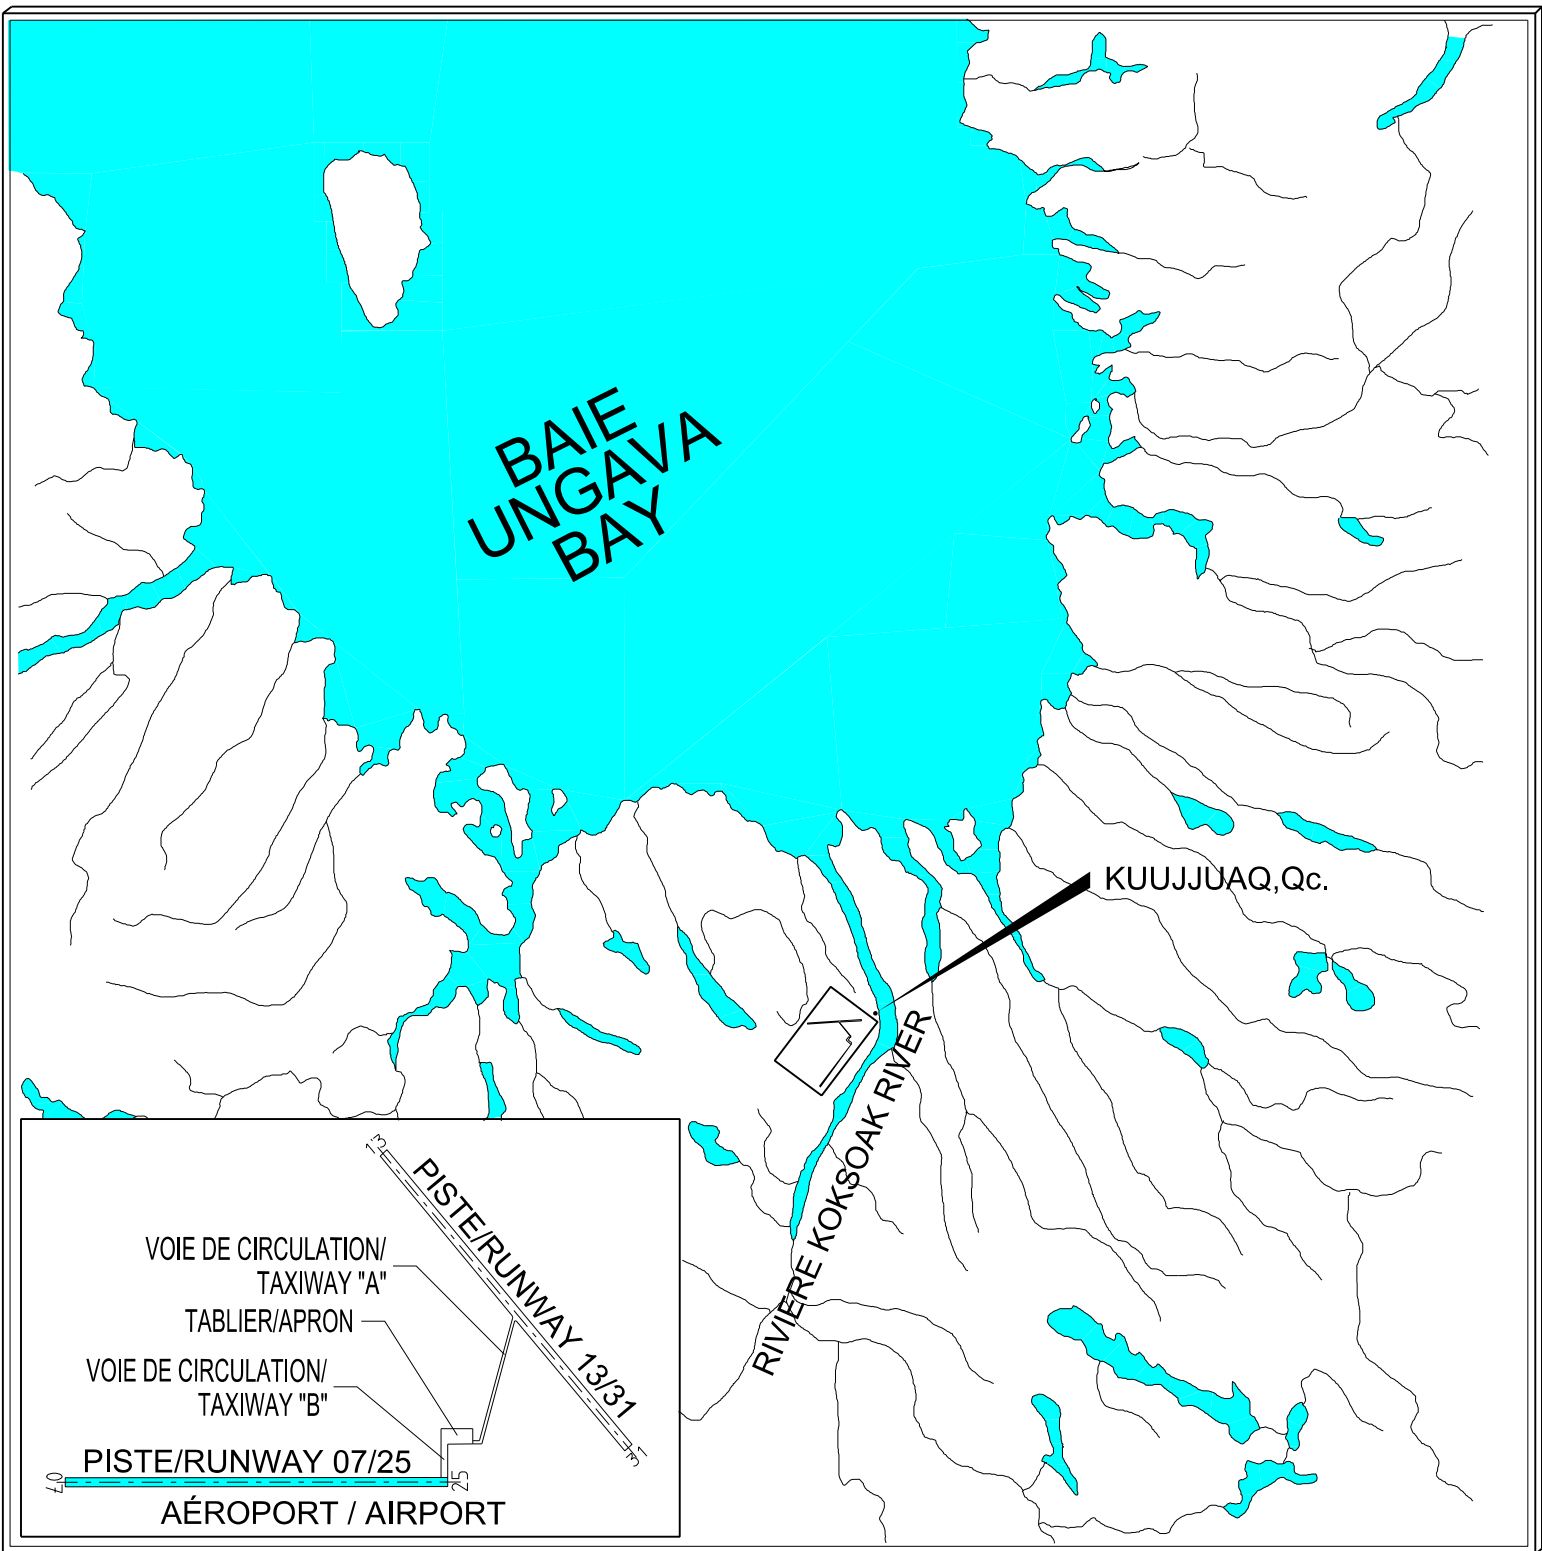 BAIE
UNGAVA
BAY
KUUJJUAQ,Qc.
RIVIERE KOKSOAK RIVER
13
PISTE/RUNWAY 13/31
31
VOIE DE CIRCULATION/
TAXIWAY "A"
TABLIER/APRON
VOIE DE CIRCULATION/
TAXIWAY "B"
PISTE/RUNWAY 07/25
07
25
AÉROPORT / AIRPORT